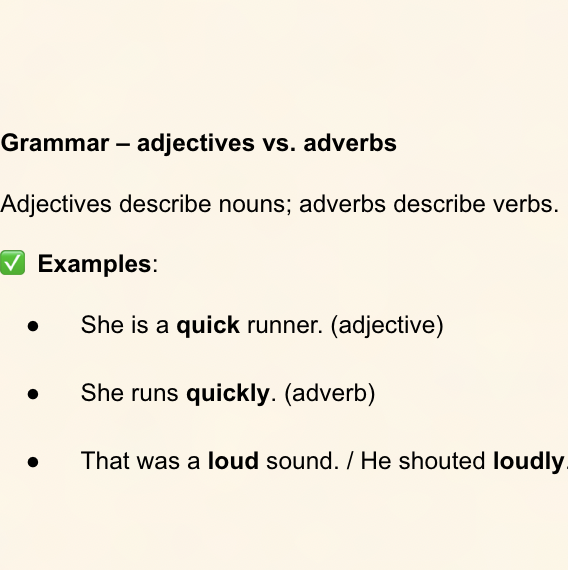 Grammar – adjectives vs. adverbs
Adjectives describe nouns; adverbs describe verbs.
✅ Examples:
● She is a quick runner. (adjective)
● She runs quickly. (adverb)
● That was a loud sound. / He shouted loudly.